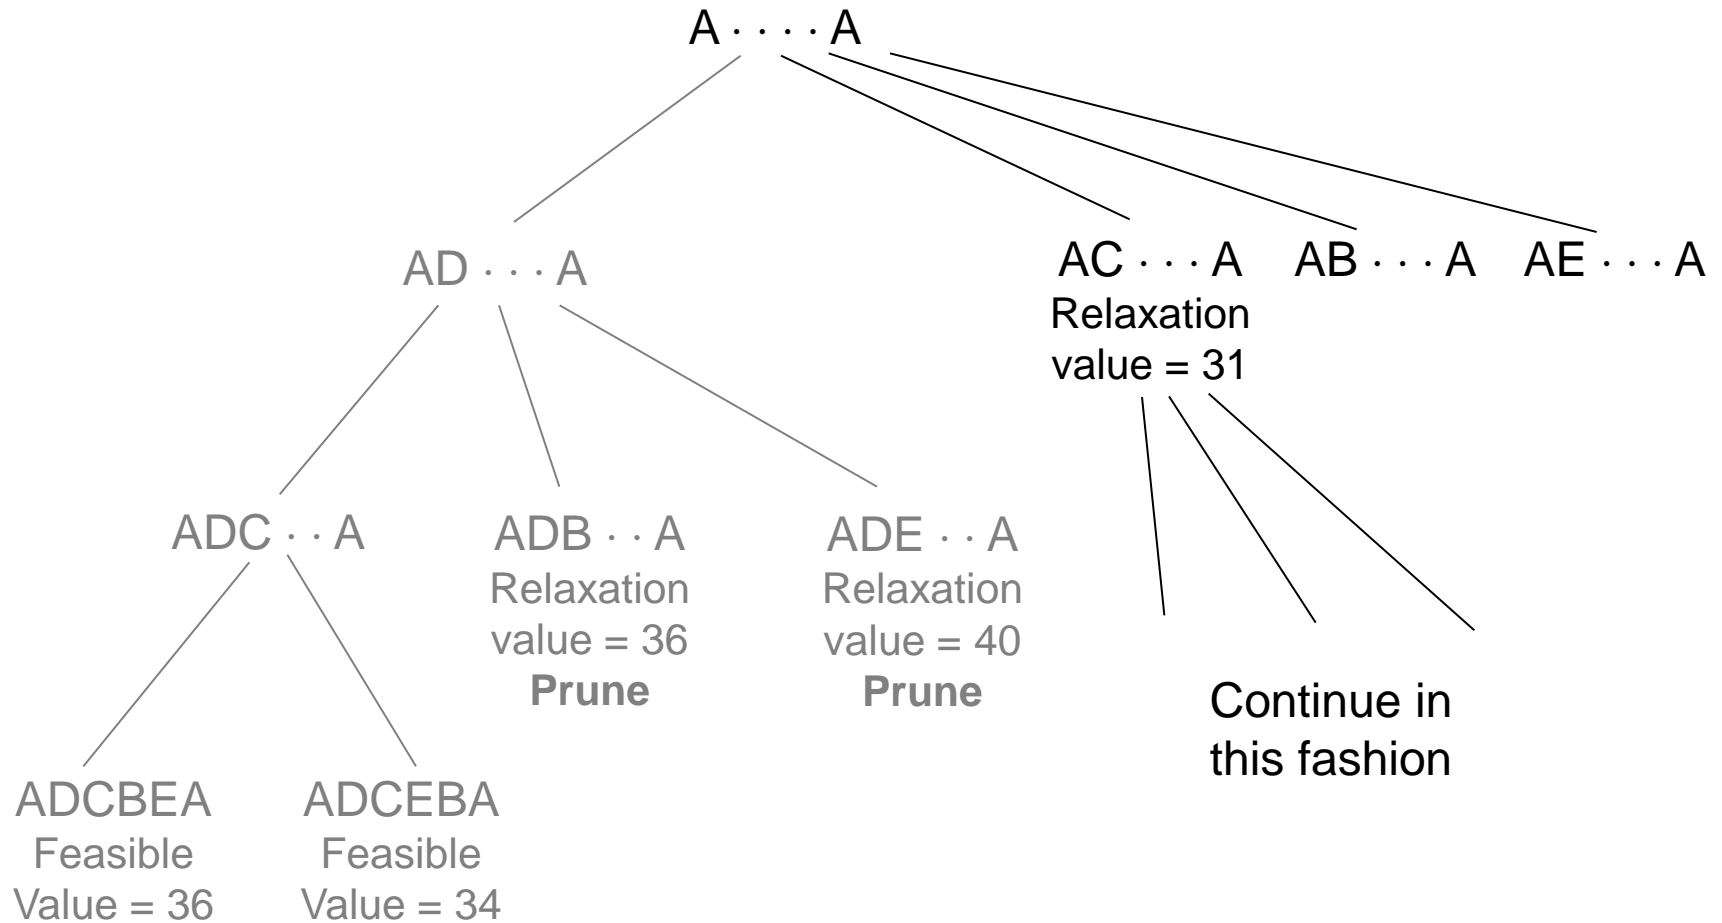 A · · · · A
AD · · · A
AC · · · A
Relaxation
value = 31
AB · · · A
AE · · · A
ADC · · A
ADB · · A
Relaxation
value = 36
Prune
ADE · · A
Relaxation
value = 40
Prune
Continue in
this fashion
ADCBEA
Feasible
Value = 36
ADCEBA
Feasible
Value = 34